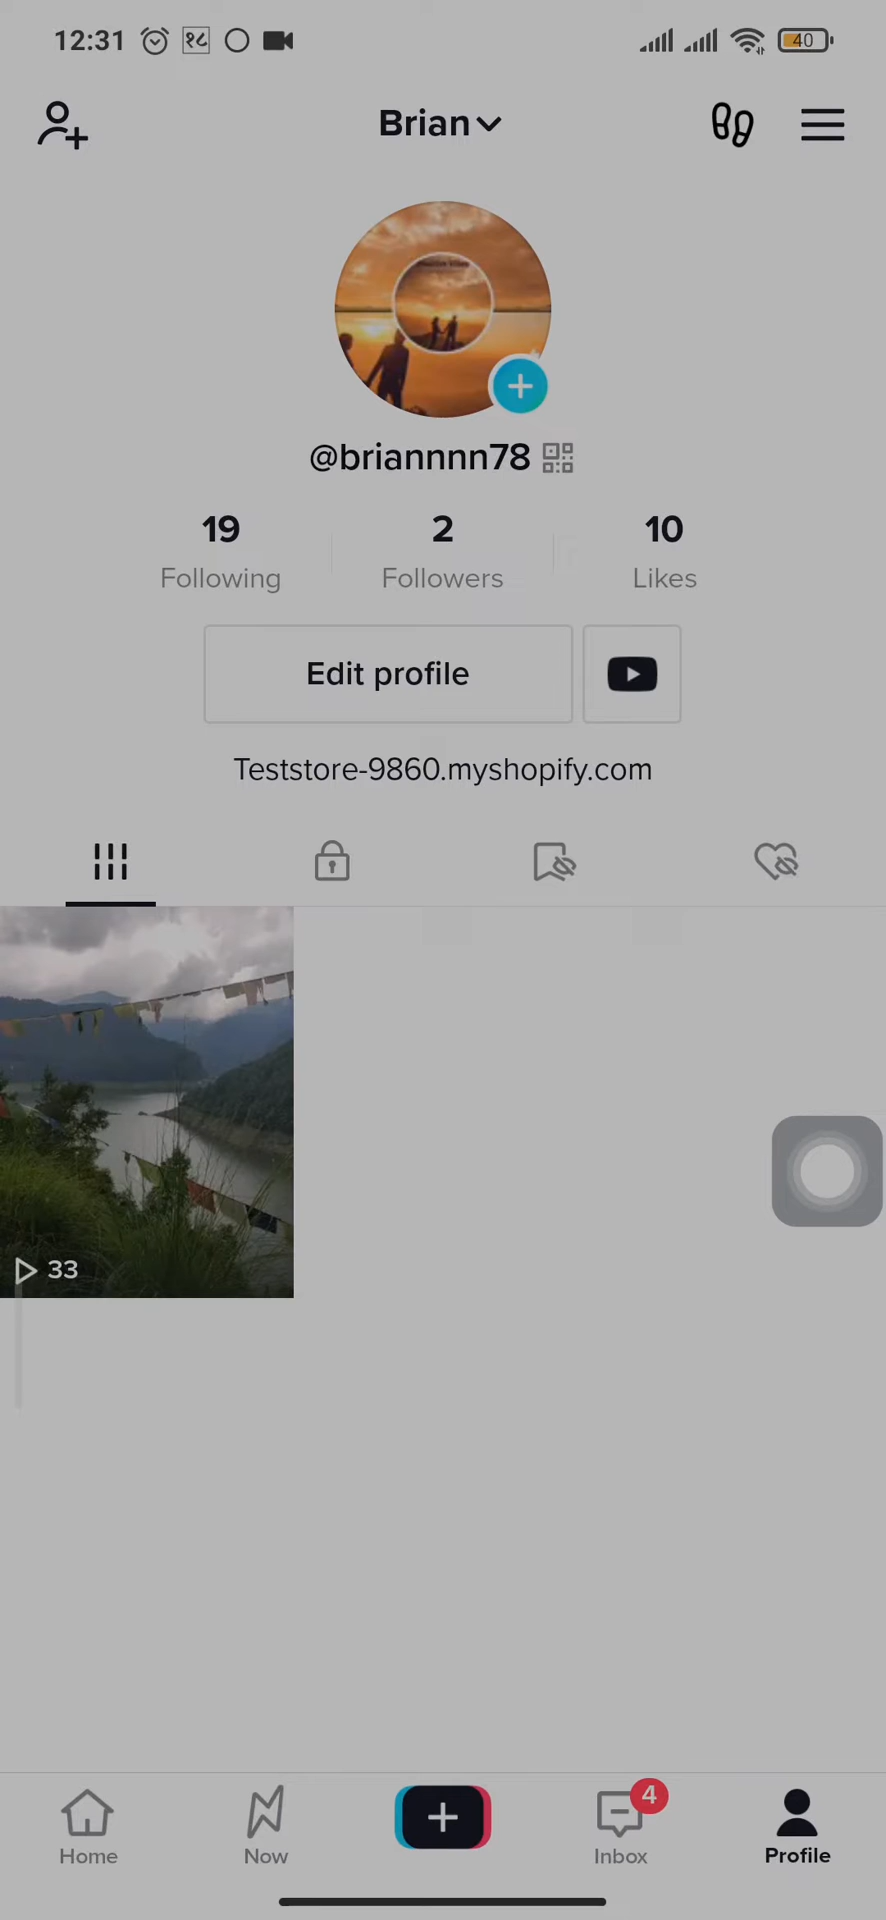 12:31 १८ 40
Brian
@briannnn78
19 2 10
Following Followers Likes
Edit profile
Teststore-9860.myshopify.com
33
4
Home Now Inbox Profile